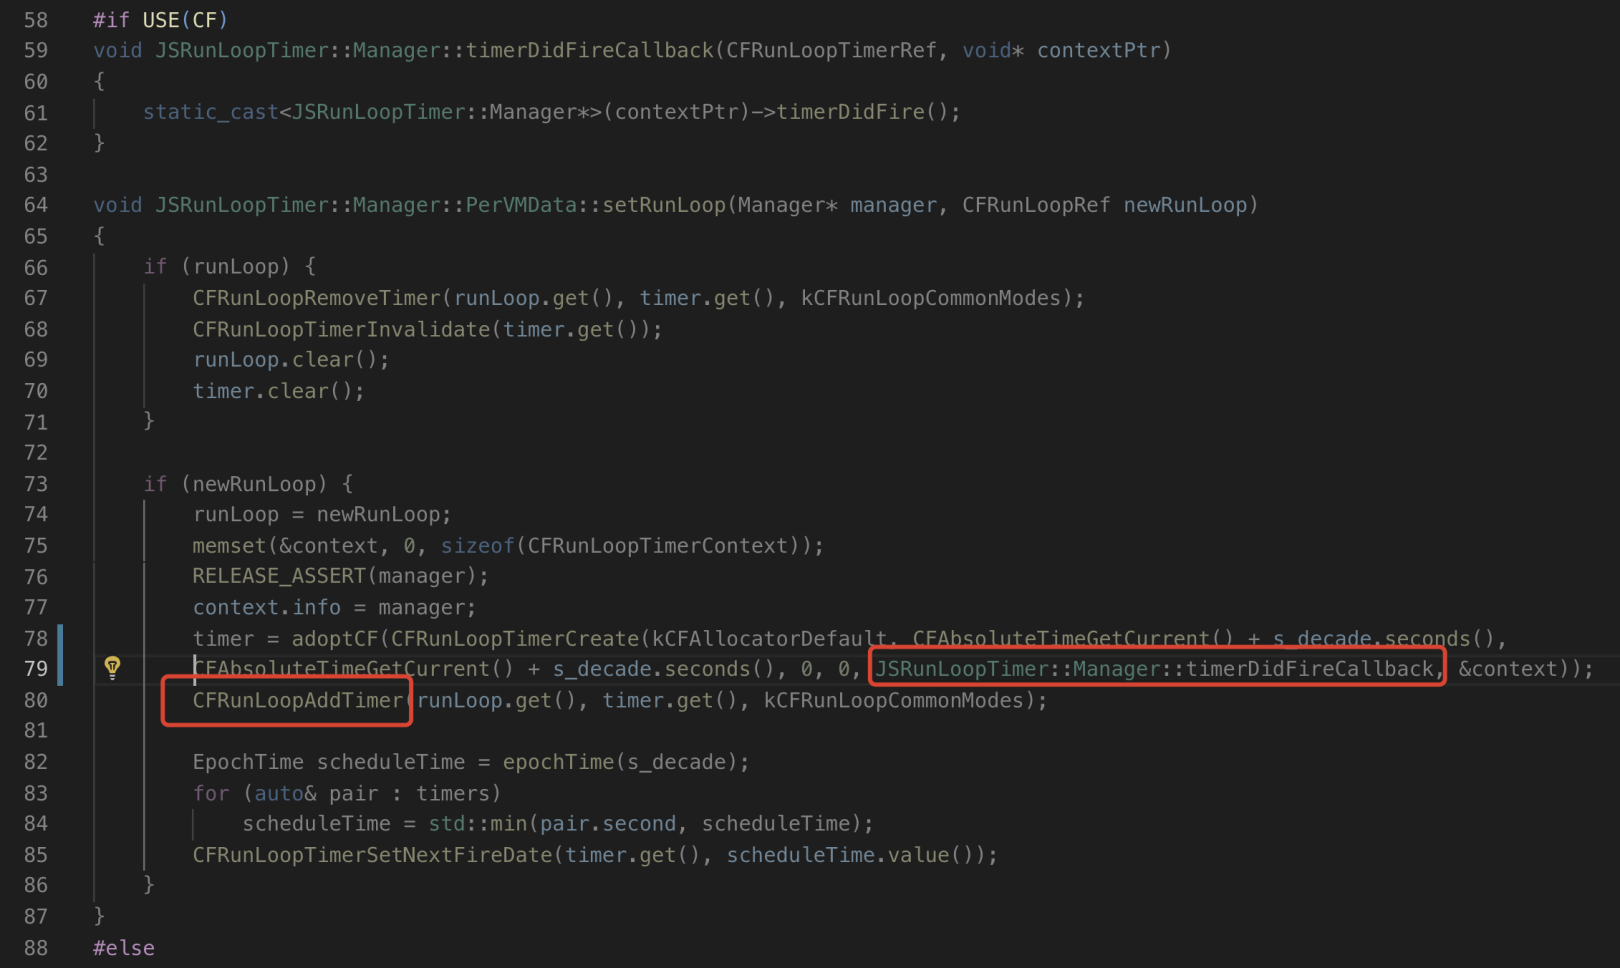 58 #if USE(CF)
59 void JSRunLoopTimer::Manager::timerDidFireCallback(CFRunLoopTimerRef, void* contextPtr)
60 {
61 static_cast<JSRunLoopTimer::Manager*>(contextPtr)->timerDidFire();
62 }
63
64 void JSRunLoopTimer::Manager::PerVMData::setRunLoop(Manager* manager, CFRunLoopRef newRunLoop)
65 {
66 if (runLoop) {
67 CFRunLoopRemoveTimer(runLoop.get(), timer.get(), kCFRunLoopCommonModes);
68 CFRunLoopTimerInvalidate(timer.get());
69 runLoop.clear();
70 timer.clear();
71 }
72
73 if (newRunLoop) {
74 runLoop = newRunLoop;
75 memset(&context, 0, sizeof(CFRunLoopTimerContext));
76 RELEASE_ASSERT(manager);
77 context.info = manager;
78 timer = adoptCF(CFRunLoopTimerCreate(kCFAllocatorDefault, CFAbsoluteTimeGetCurrent() + s_decade.seconds(),
79 CFAbsoluteTimeGetCurrent() + s_decade.seconds(), 0, 0, JSRunLoopTimer::Manager::timerDidFireCallback, &context));
80 CFRunLoopAddTimer(runLoop.get(), timer.get(), kCFRunLoopCommonModes);
81
82 EpochTime scheduleTime = epochTime(s_decade);
83 for (auto& pair : timers)
84 scheduleTime = std::min(pair.second, scheduleTime);
85 CFRunLoopTimerSetNextFireDate(timer.get(), scheduleTime.value());
86 }
87 }
88 #else